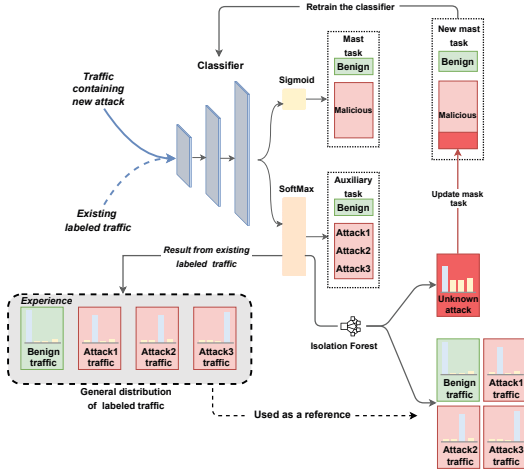 Retrain the classifier
Traffic
containing
new attack
Classifier
Mast
task
Benign
Malicious
New mast
task
Benign
Malicious
Sigmoid
Existing
labeled traffic
SoftMax
Auxiliary
task
Benign
Attack1
Attack2
Attack3
Update mask
task
Result from existing
labeled traffic
Unknown
attack
Experience
Benign
traffic
Attack1
traffic
Attack2
traffic
Attack3
traffic
General distribution
of labeled traffic
Isolation Forest
Used as a reference
Benign
traffic
Attack1
traffic
Attack2
traffic
Attack3
traffic